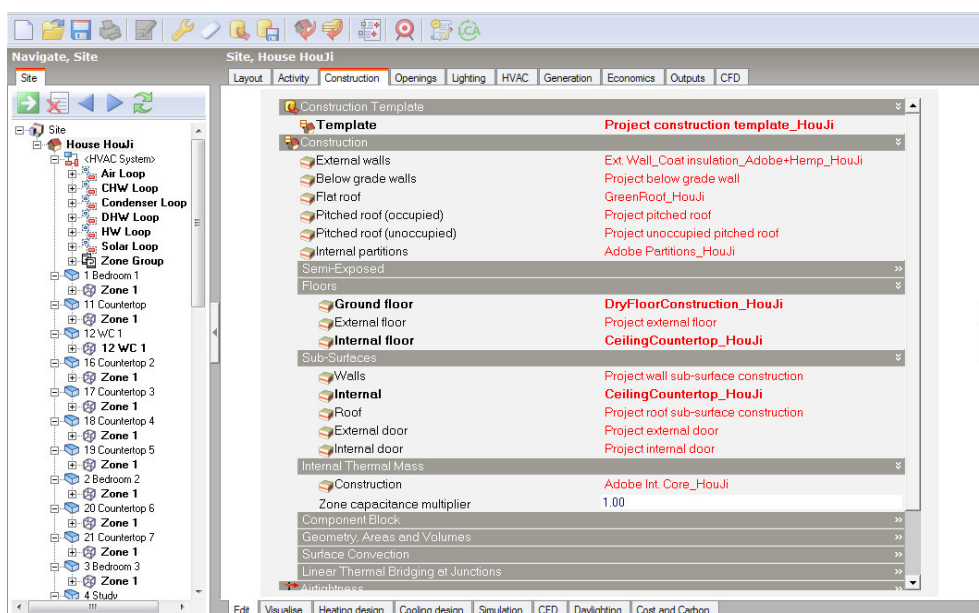 CA
Navigate, Site
Site, House HouJi
Site
Layout Activity Construction Openings Lighting HVAC Generation Economics Outputs CFD
Site
House HouJi
<HVAC System>
Air Loop
CHW Loop
Condenser Loop
DHW Loop
HW Loop
Solar Loop
Zone Group
1 Bedroom 1
Zone 1
11 Countertop
Zone 1
12 WC 1
12 WC 1
16 Countertop 2
Zone 1
17 Countertop 3
Zone 1
18 Countertop 4
Zone 1
19 Countertop 5
Zone 1
2 Bedroom 2
Zone 1
20 Countertop 6
Zone 1
21 Countertop 7
Zone 1
3 Bedroom 3
Zone 1
4 Study
Construction Template
Template Project construction template_HouJi
Construction
External walls Ext. Wall_Coat insulation_Adobe+Hemp_HouJi
Below grade walls Project below grade wall
Flat roof GreenRoof_HouJi
Pitched roof (occupied) Project pitched roof
Pitched roof (unoccupied) Project unoccupied pitched roof
Internal partitions Adobe Partitions_HouJi
Semi-Exposed
Floors
Ground floor DryFloorConstruction_HouJi
External floor Project external floor
Internal floor CeilingCountertop_HouJi
Sub-Surfaces
Walls Project wall sub-surface construction
Internal CeilingCountertop_HouJi
Roof Project roof sub-surface construction
External door Project external door
Internal door Project internal door
Internal Thermal Mass
Construction Adobe Int. Core_HouJi
Zone capacitance multiplier 1.00
Component Block
Geometry, Areas and Volumes
Surface Convection
Linear Thermal Bridging at Junctions
Airtightness
Edit Visualise Heating design Cooling design Simulation CFD Daylighting Cost and Carbon